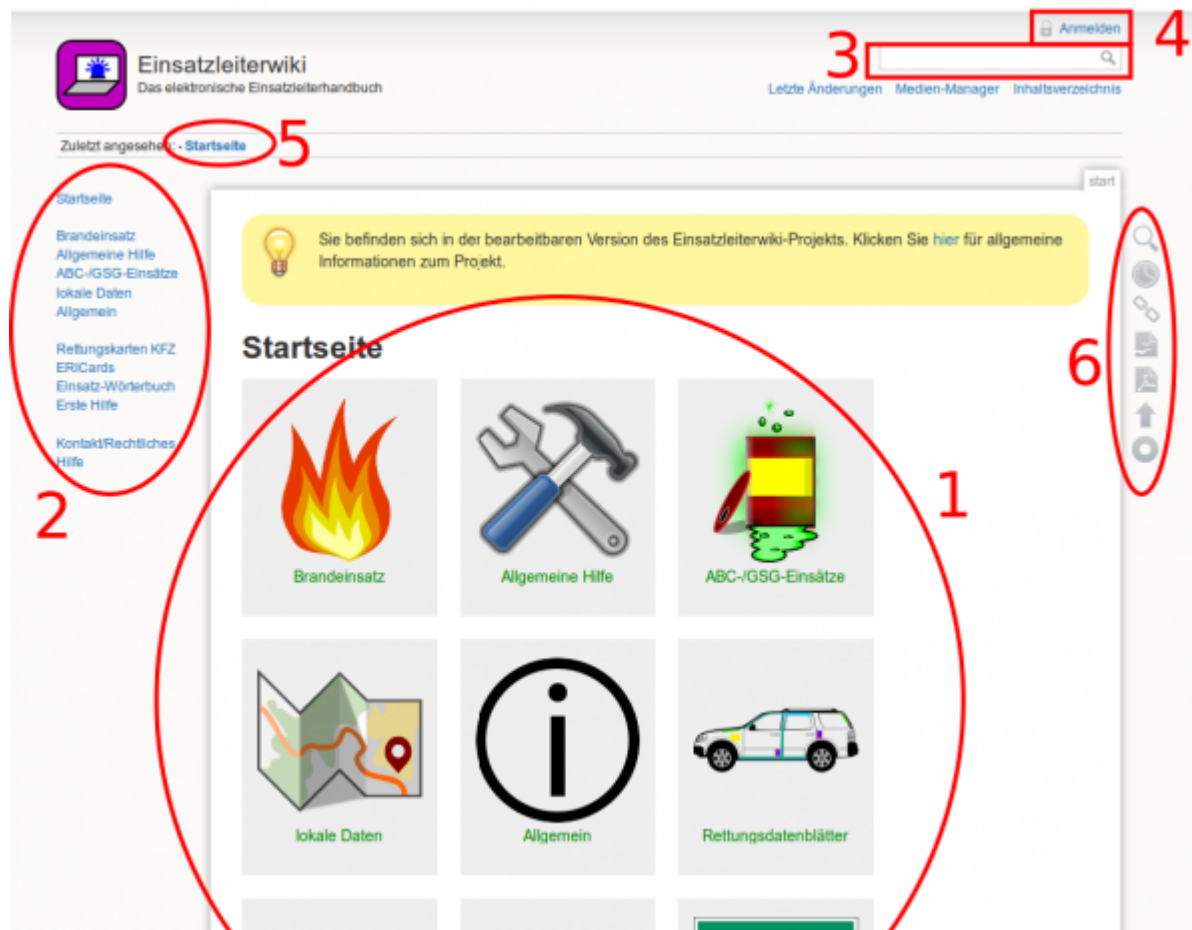 Anmelden
4
3
Einsatzleiterwiki
Das elektronische Einsatzleiterhandbuch
Letzte Änderungen Medien-Manager Inhaltsverzeichnis
Zuletzt angesehen: • Startseite
5
start
Startseite
Brandeinsatz
Allgemeine Hilfe
ABC-/GSG-Einsätze
lokale Daten
Allgemein
Rettungskarten KFZ
ERICards
Einsatz-Wörterbuch
Erste Hilfe
Kontakt/Rechtliches
Hilfe
2
Sie befinden sich in der bearbeitbaren Version des Einsatzleiterwiki-Projekts. Klicken Sie hier für allgemeine
Informationen zum Projekt.
Startseite
6
1
Brandeinsatz Allgemeine Hilfe ABC-/GSG-Einsätze
lokale Daten Allgemein Rettungsdatenblätter